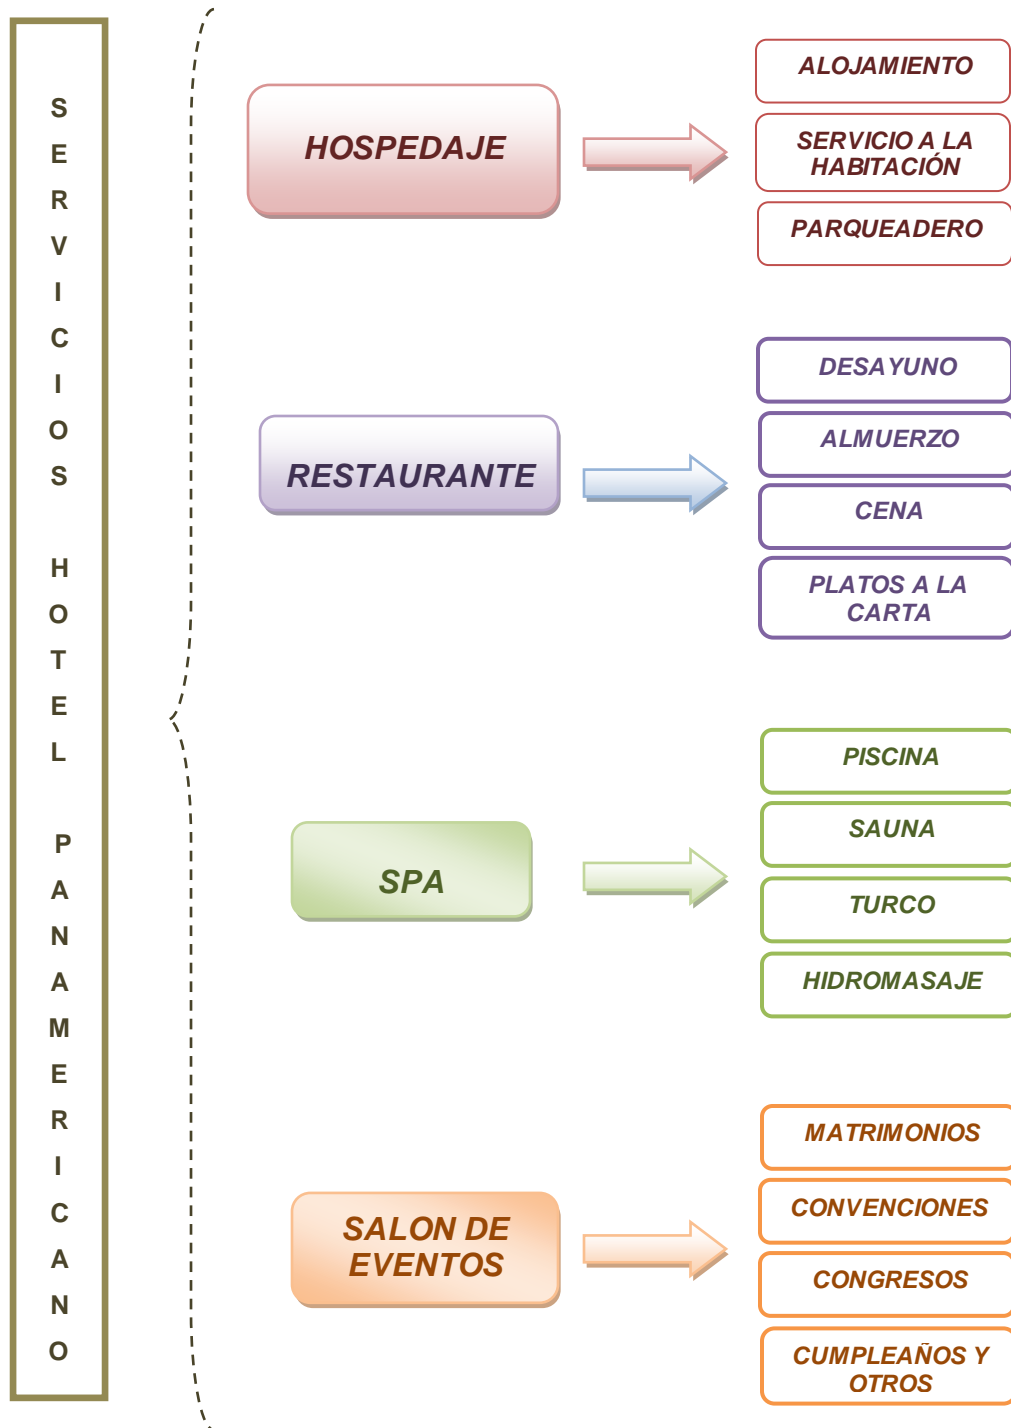 SERVICIOS HOTEL PANAMERICANO
HOSPEDAJE
ALOJAMIENTO
SERVICIO A LA
HABITACIÓN
PARQUEADERO
RESTAURANTE
DESAYUNO
ALMUERZO
CENA
PLATOS A LA
CARTA
SPA
PISCINA
SAUNA
TURCO
HIDROMASAJE
SALON DE
EVENTOS
MATRIMONIOS
CONVENCIONES
CONGRESOS
CUMPLEAÑOS Y
OTROS